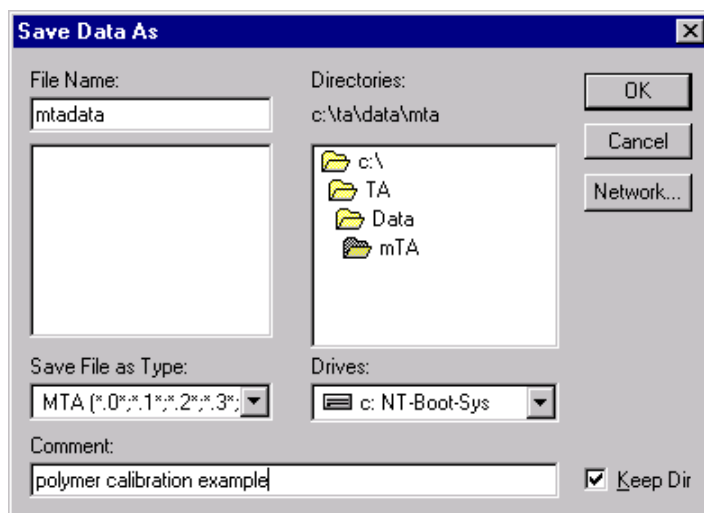 Save Data As
File Name:
mtadata
Directories:
c:\ta\data\mta
OK
Cancel
Network...
c:\
TA
Data
mTA
Save File as Type:
MTA (*.0*;*.1*;*.2*;*.3*;
Drives:
c: NT-Boot-Sys
Comment:
polymer calibration example
Keep Dir